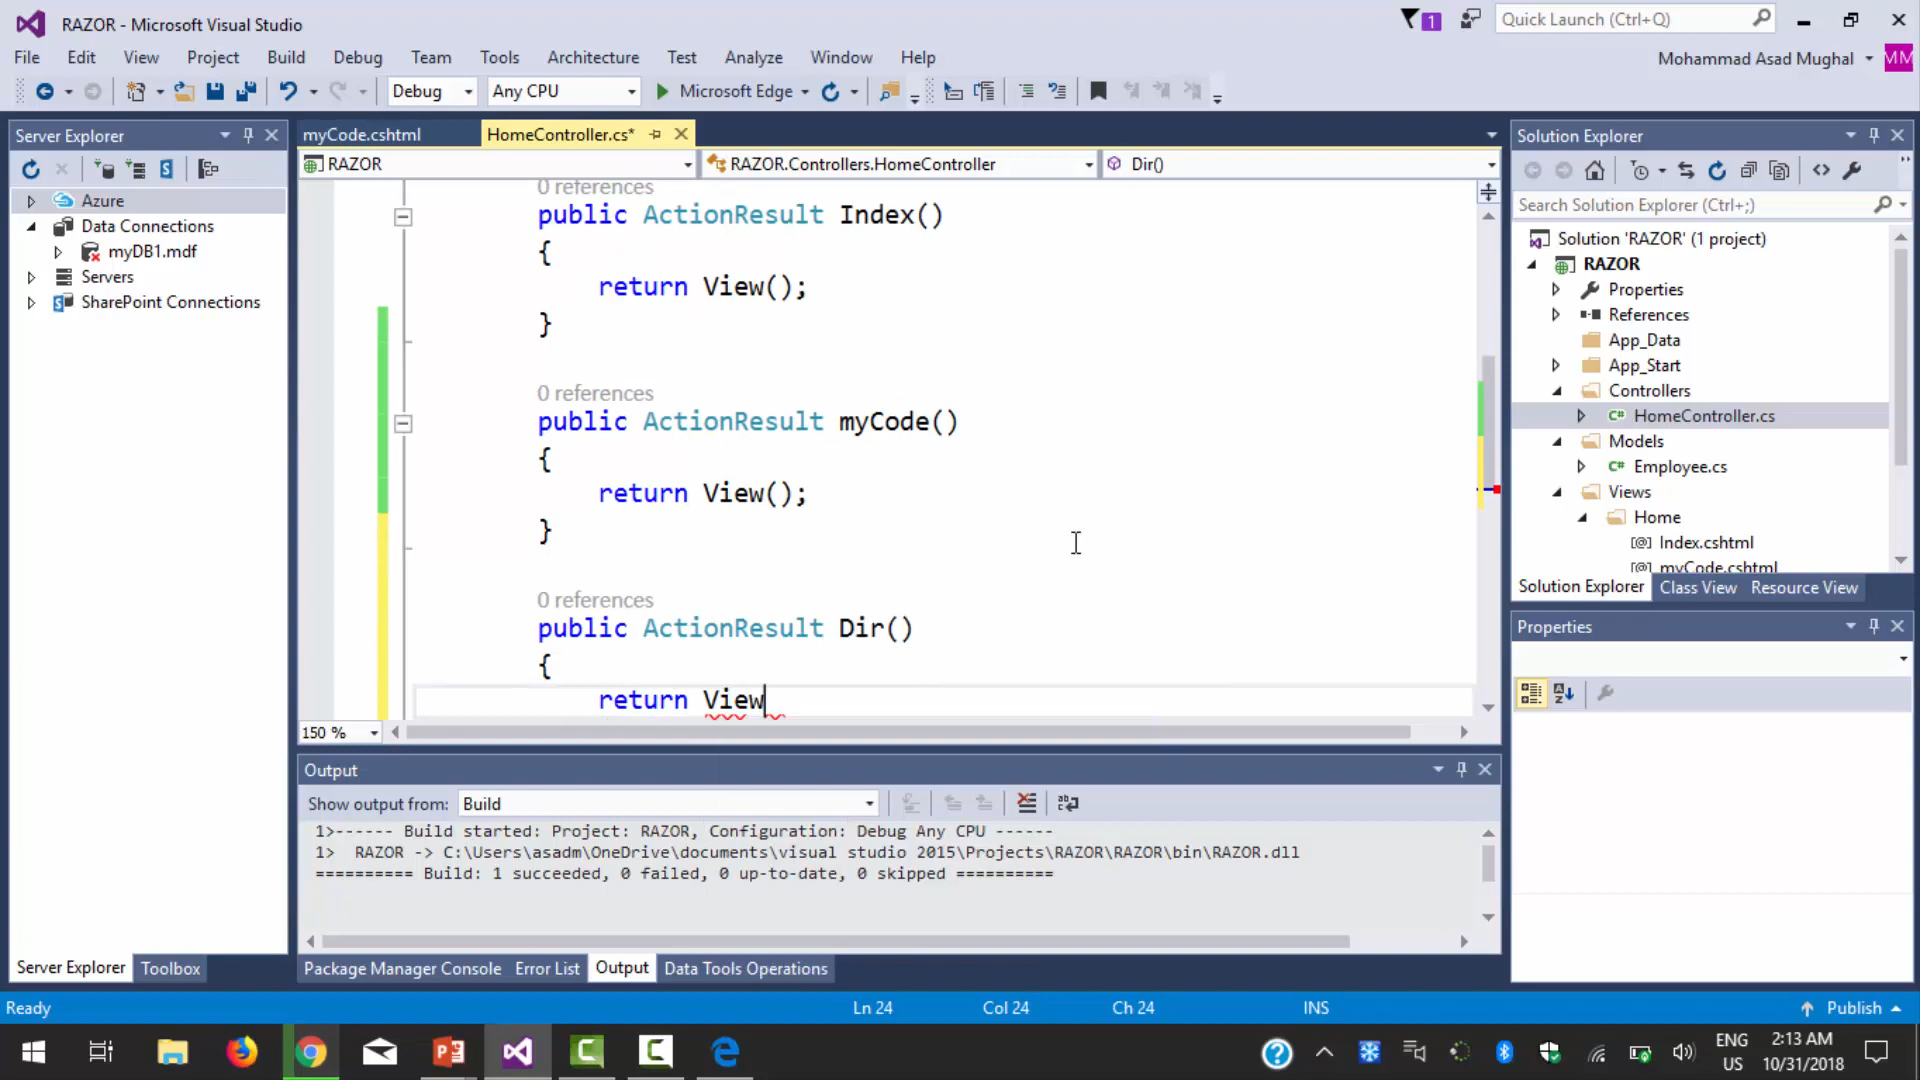 RAZOR - Microsoft Visual Studio
1
Quick Launch (Ctrl+Q)
File Edit View Project Build Debug Team Tools Architecture Test Analyze Window Help
Mohammad Asad Mughal MM
Debug Any CPU Microsoft Edge
Server Explorer
Azure
Data Connections
myDB1.mdf
Servers
SharePoint Connections
Server Explorer Toolbox
myCode.cshtml HomeController.cs*
RAZOR RAZOR.Controllers.HomeController Dir()
0 references
public ActionResult Index()
{
return View();
}
0 references
public ActionResult myCode()
{
return View();
}
0 references
public ActionResult Dir()
{
return View
150 %
Output
Show output from: Build
1>------ Build started: Project: RAZOR, Configuration: Debug Any CPU ------
1>  RAZOR -> C:\Users\asadm\OneDrive\documents\visual studio 2015\Projects\RAZOR\RAZOR\bin\RAZOR.dll
========== Build: 1 succeeded, 0 failed, 0 up-to-date, 0 skipped ==========
Package Manager Console Error List Output Data Tools Operations
Solution Explorer
Search Solution Explorer (Ctrl+;)
Solution 'RAZOR' (1 project)
RAZOR
Properties
References
App_Data
App_Start
Controllers
C# HomeController.cs
Models
C# Employee.cs
Views
Home
[@] Index.cshtml
[@] myCode.cshtml
Solution Explorer Class View Resource View
Properties
Ready Ln 24 Col 24 Ch 24 INS Publish
ENG
US
2:13 AM
10/31/2018